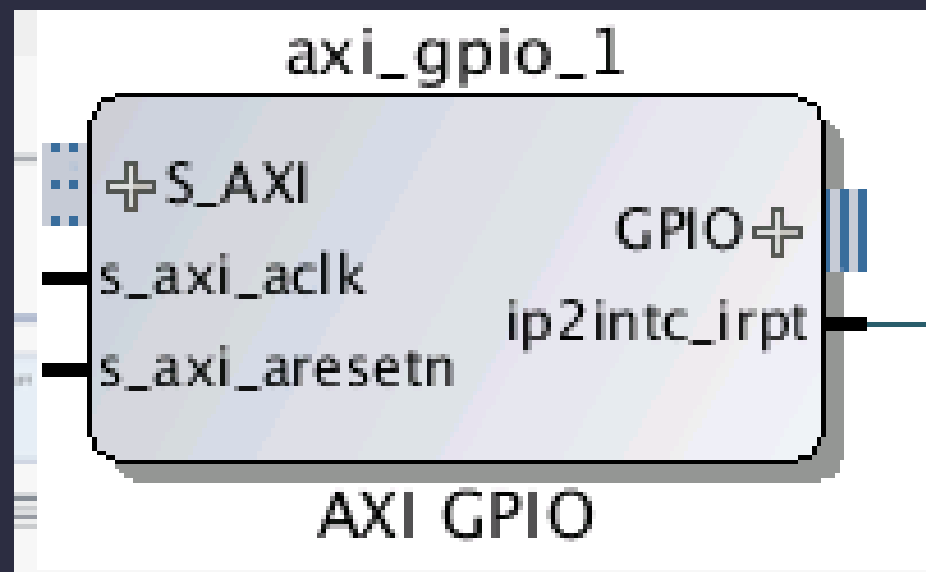 axi_gpio_1
S_AXI
GPIO
s_axi_aclk
ip2intc_irpt
s_axi_aresetn
AXI GPIO